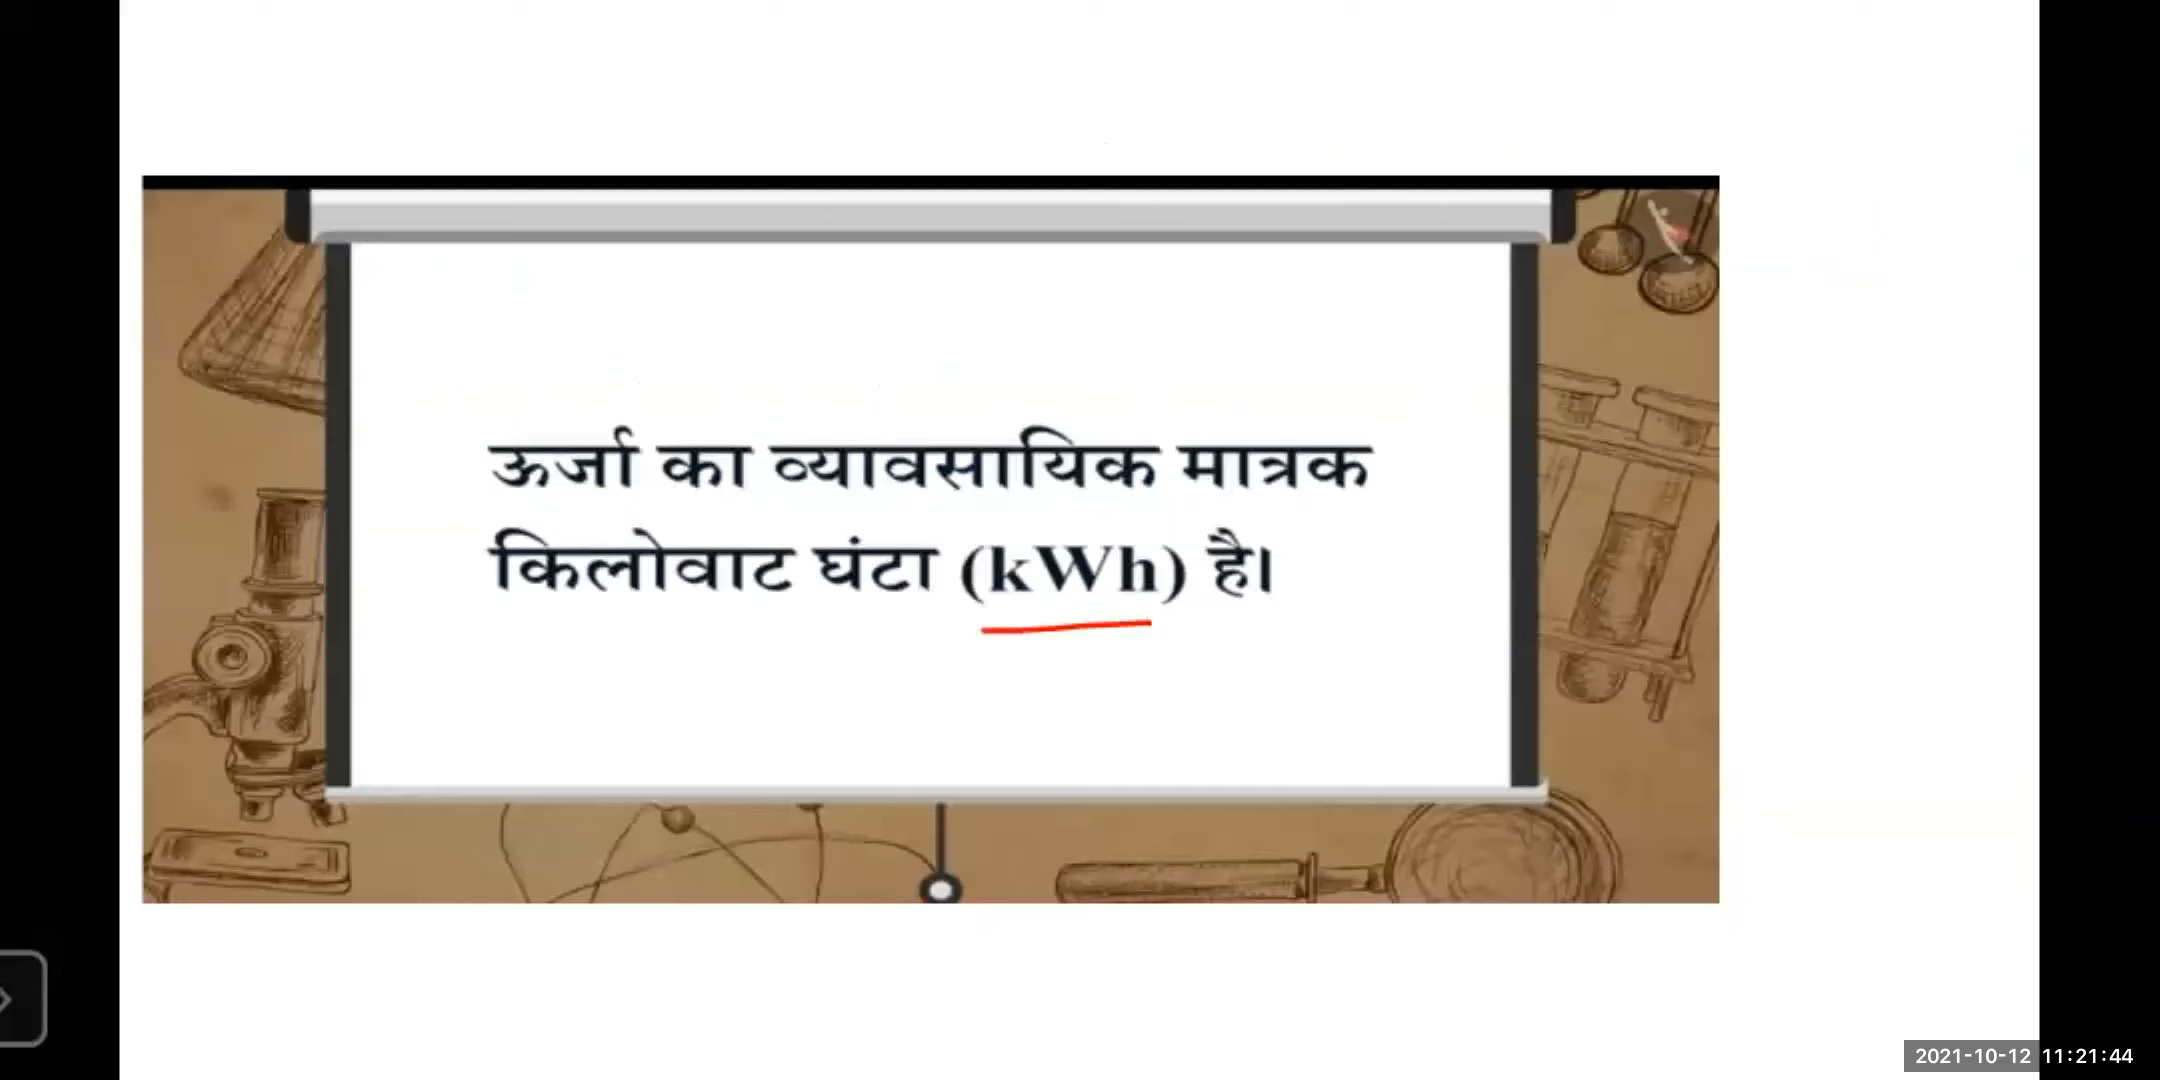 ऊर्जा का व्यावसायिक मात्रक
किलोवाट घंटा (kWh) है।
2021-10-12 11:21:44